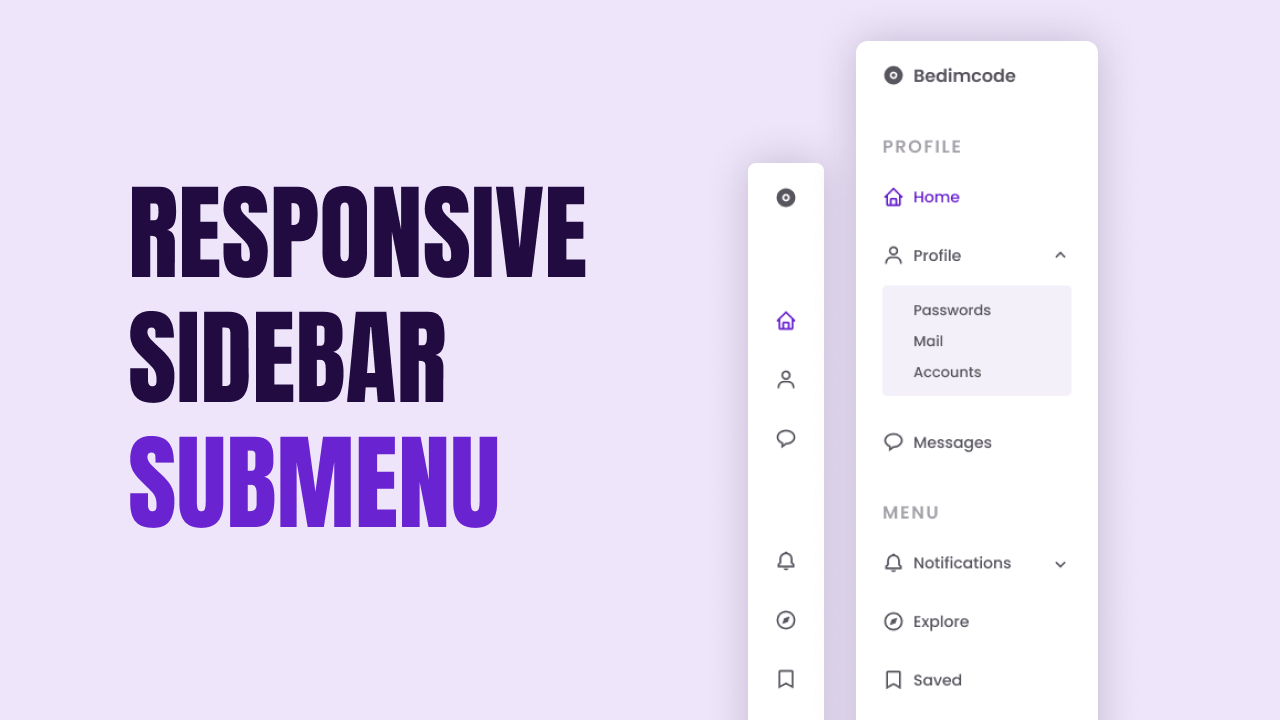 RESPONSIVE
SIDEBAR
SUBMENU
Bedimcode
PROFILE
Home
Profile
Passwords
Mail
Accounts
Messages
MENU
Notifications
Explore
Saved